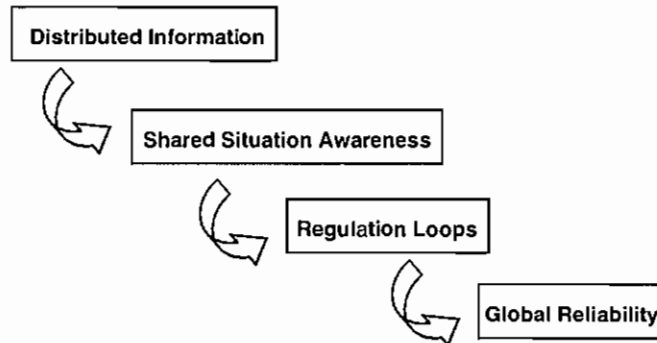 Distributed Information
Shared Situation Awareness
Regulation Loops
Global Reliability